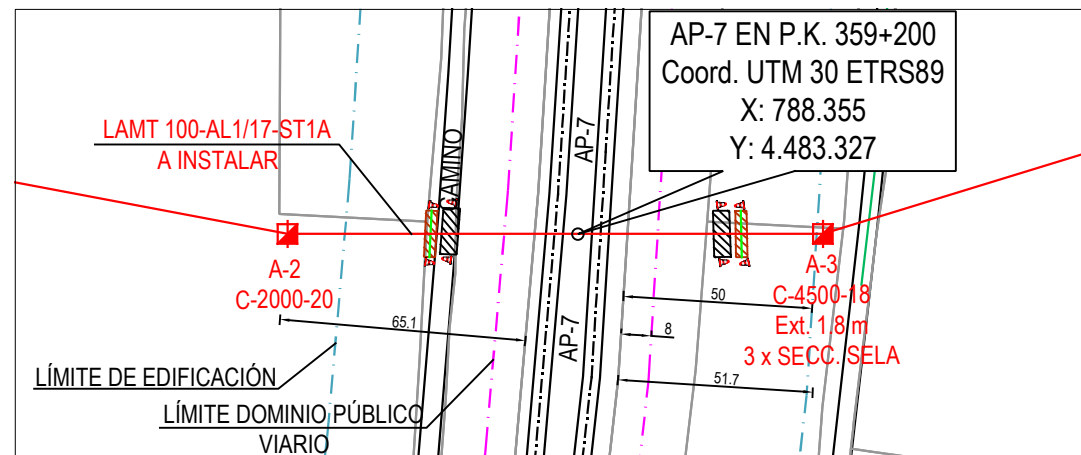 AP-7 EN P.K. 359+200
Coord. UTM 30 ETRS89
X: 788.355
Y: 4.483.327
LAMT 100-AL1/17-ST1A
A INSTALAR
CAMINO
AP-7
A-2
C-2000-20
A-3
C-4500-18
Ext. 1.8 m
3 x SECC. SELA
50
8
51.7
65.1
AP-7
LÍMITE DE EDIFICACIÓN
LÍMITE DOMINIO PÚBLICO
VIARIO